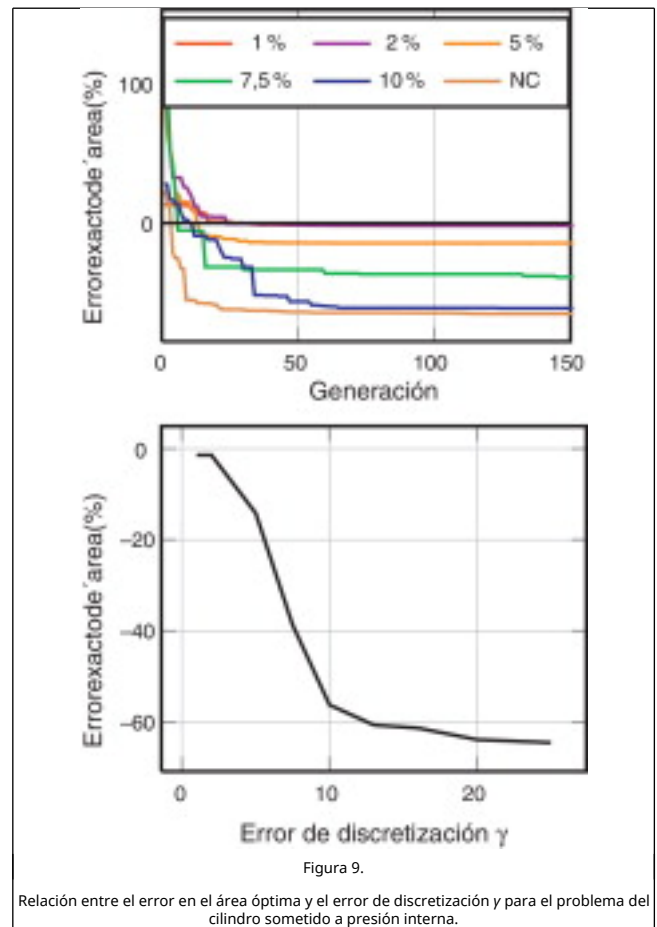 1 % 2 % 5 %
7,5 % 10 % NC
Errorexactode´area(%)
100
0
0 50 100 150
Generación
Errorexactode´area(%)
0
−20
−40
−60
0 10 20
Error de discretización γ
Figura 9.
Relación entre el error en el área óptima y el error de discretización γ para el problema del
cilindro sometido a presión interna.